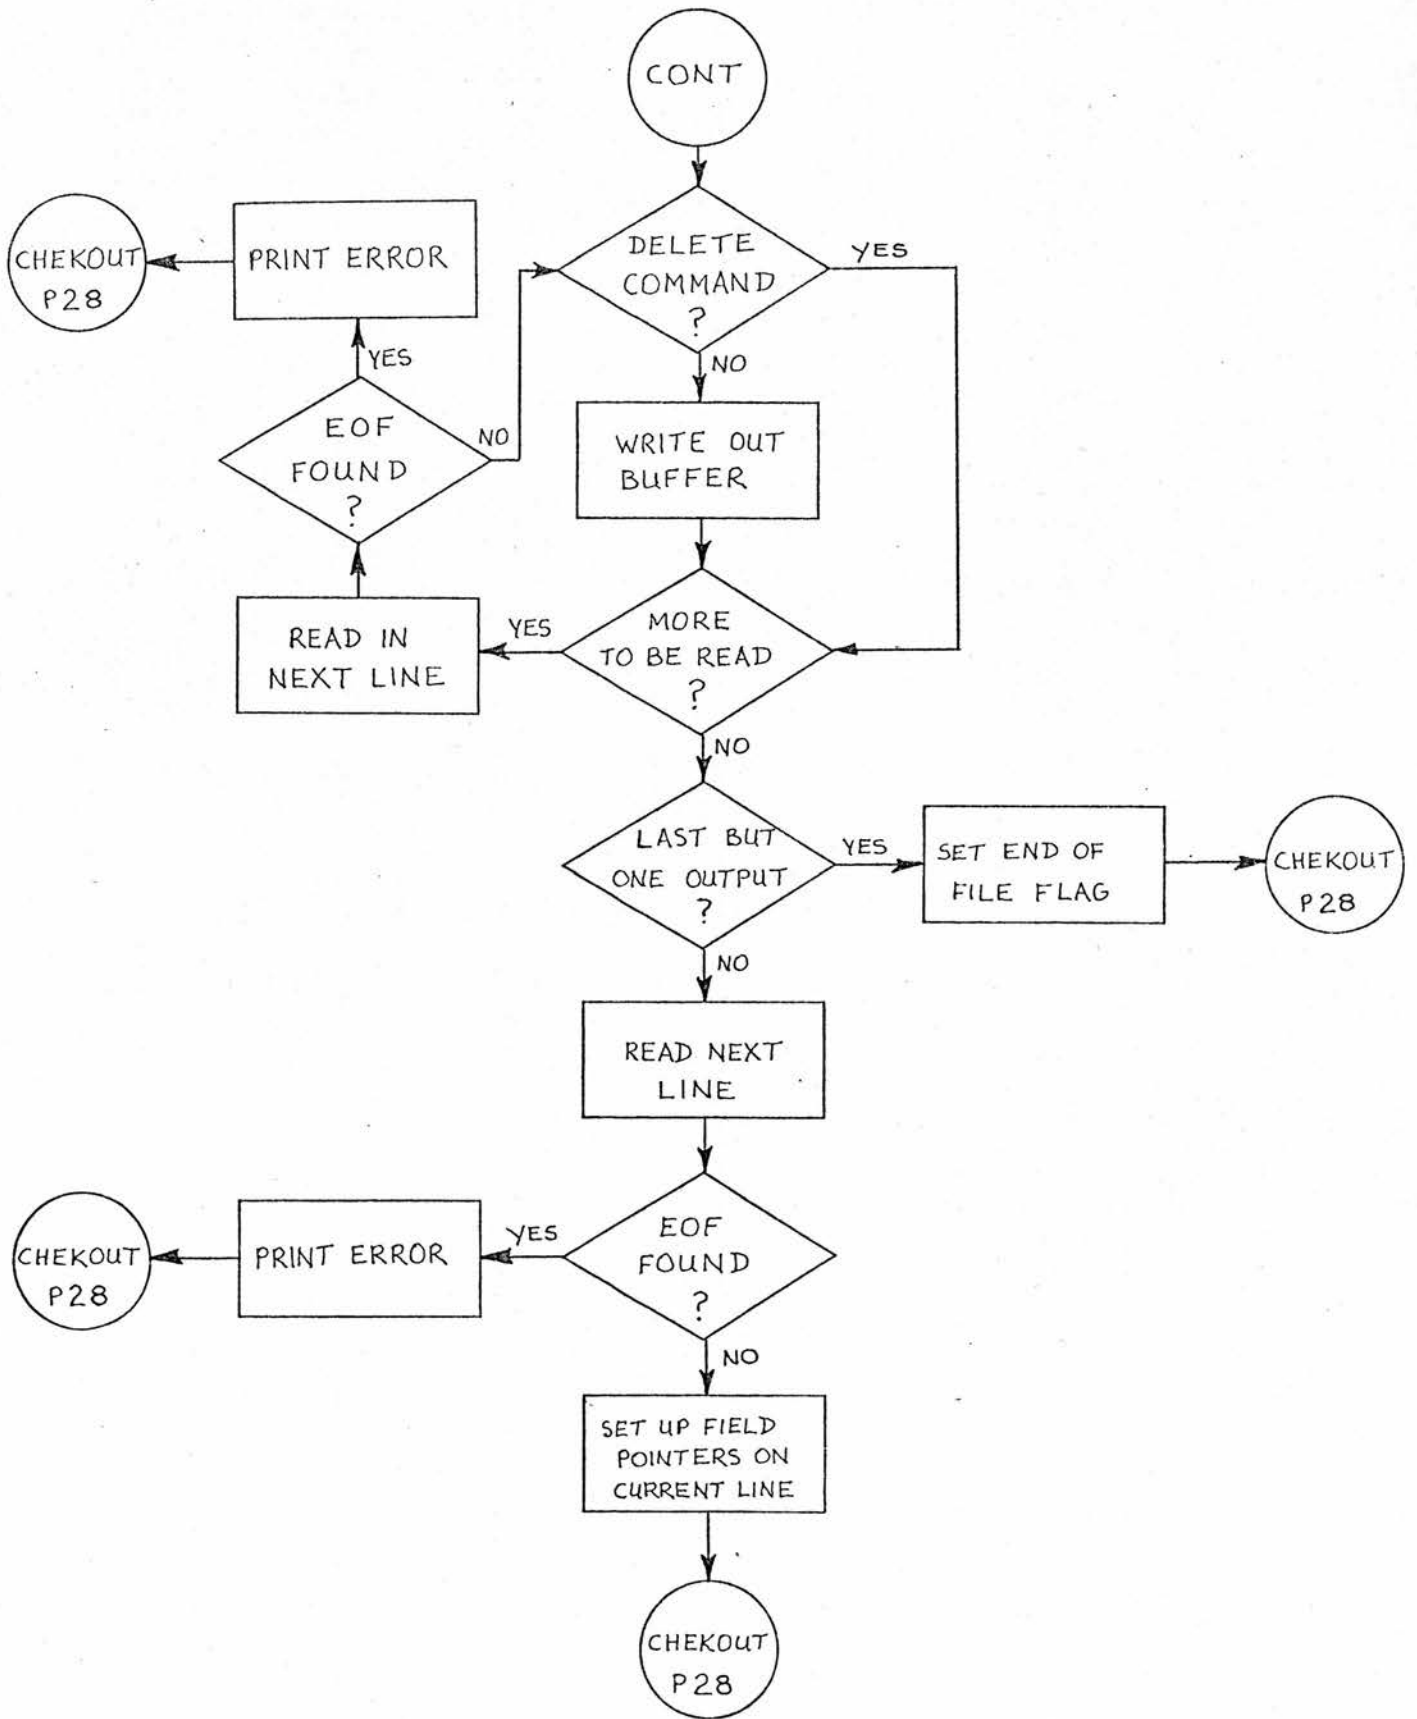 CONT
DELETE
COMMAND
?
YES
NO
PRINT ERROR
CHEKOUT
P28
YES
EOF
FOUND
?
NO
WRITE OUT
BUFFER
READ IN
NEXT LINE
YES
MORE
TO BE READ
?
NO
LAST BUT
ONE OUTPUT
?
YES
SET END OF
FILE FLAG
CHEKOUT
P28
NO
READ NEXT
LINE
EOF
FOUND
?
YES
PRINT ERROR
CHEKOUT
P28
NO
SET UP FIELD
POINTERS ON
CURRENT LINE
CHEKOUT
P28